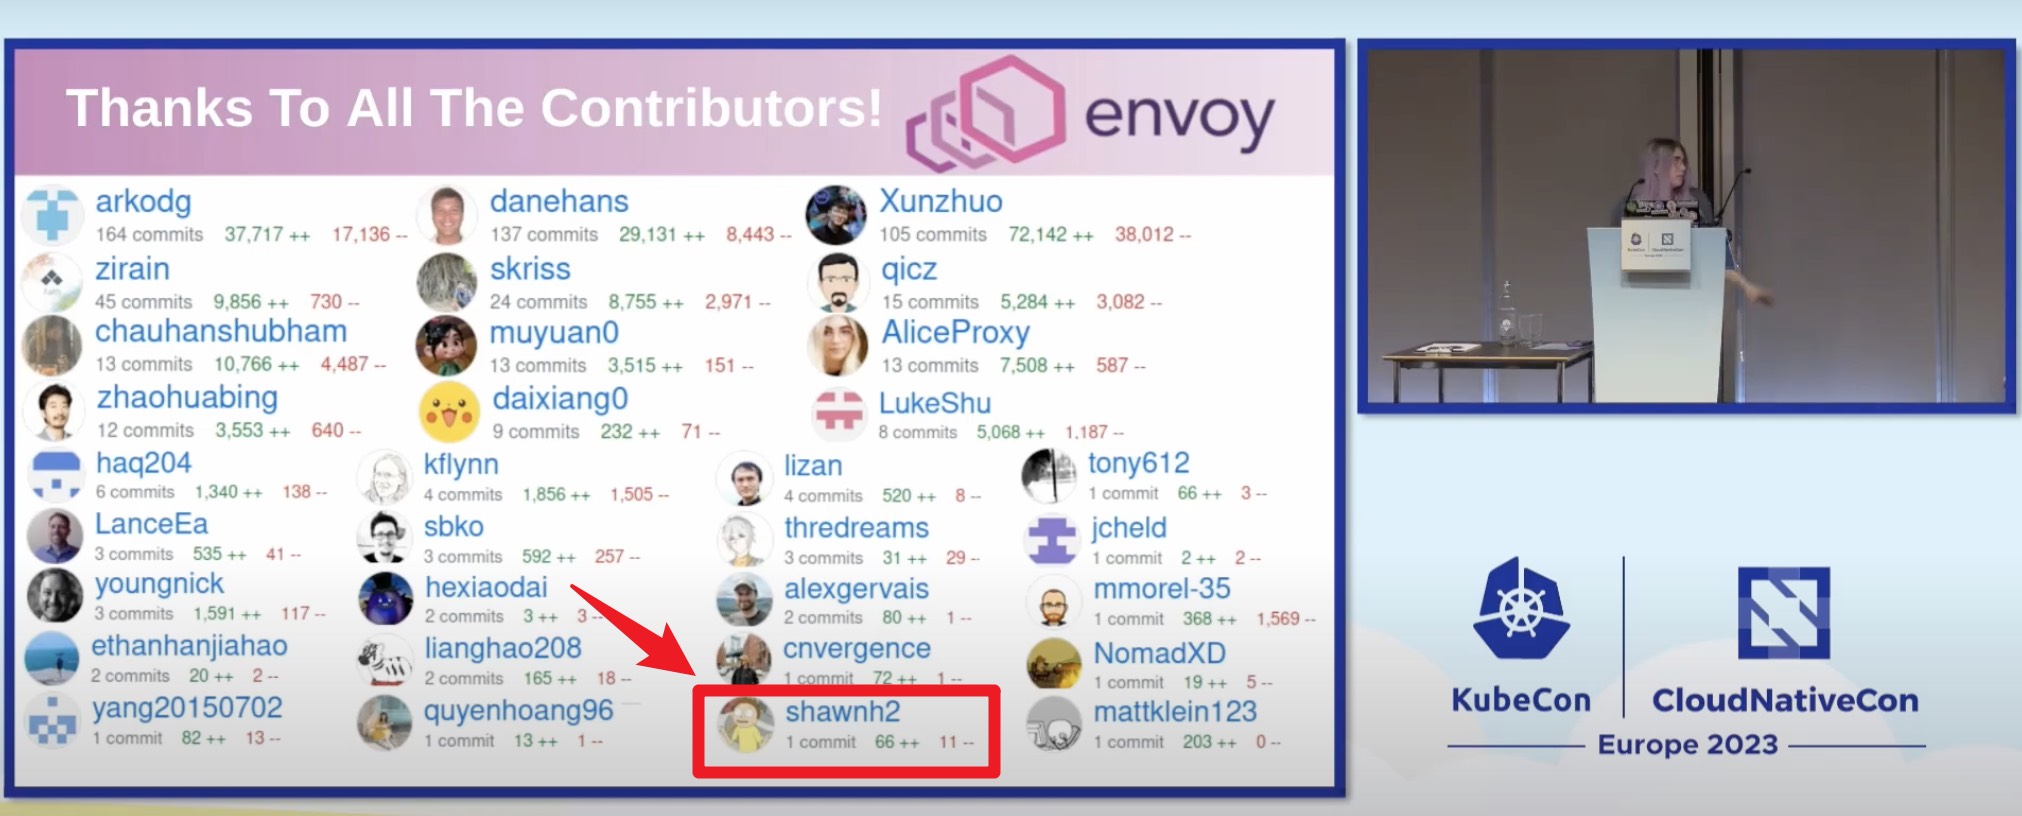 Thanks To All The Contributors!
envoy
arkodg
164 commits 37,717 ++ 17,136 --
danehans
137 commits 29,131 ++ 8,443 --
Xunzhuo
105 commits 72,142 ++ 38,012 --
zirain
45 commits 9,856 ++ 730 --
skriss
24 commits 8,755 ++ 2,971 --
qicz
15 commits 5,284 ++ 3,082 --
chauhanshubham
13 commits 10,766 ++ 4,487 --
muyuan0
13 commits 3,515 ++ 151 --
AliceProxy
13 commits 7,508 ++ 587 --
zhaohuabing
12 commits 3,553 ++ 640 --
daixiang0
9 commits 232 ++ 71 --
LukeShu
8 commits 5,068 ++ 1,187 --
haq204
6 commits 1,340 ++ 138 --
kflynn
4 commits 1,856 ++ 1,505 --
lizan
4 commits 520 ++ 8 --
tony612
1 commit 66 ++ 3 --
LanceEa
3 commits 535 ++ 41 --
sbko
3 commits 592 ++ 257 --
thredreams
3 commits 31 ++ 29 --
jcheld
1 commit 2 ++ 2 --
youngnick
3 commits 1,591 ++ 117 --
hexiaodai
2 commits 3 ++ 3 --
alexgervais
2 commits 80 ++ 1 --
mmorel-35
1 commit 368 ++ 1,569 --
ethanhanjiahao
2 commits 20 ++ 2 --
lianghao208
2 commits 165 ++ 18 --
cnvergence
1 commit 72 ++ 1 --
NomadXD
1 commit 19 ++ 5 --
yang20150702
1 commit 82 ++ 13 --
quyenhoang96
1 commit 13 ++ 1 --
shawnh2
1 commit 66 ++ 11 --
mattklein123
1 commit 203 ++ 0 --
KubeCon CloudNativeCon
KubeCon
CloudNativeCon
Europe 2023